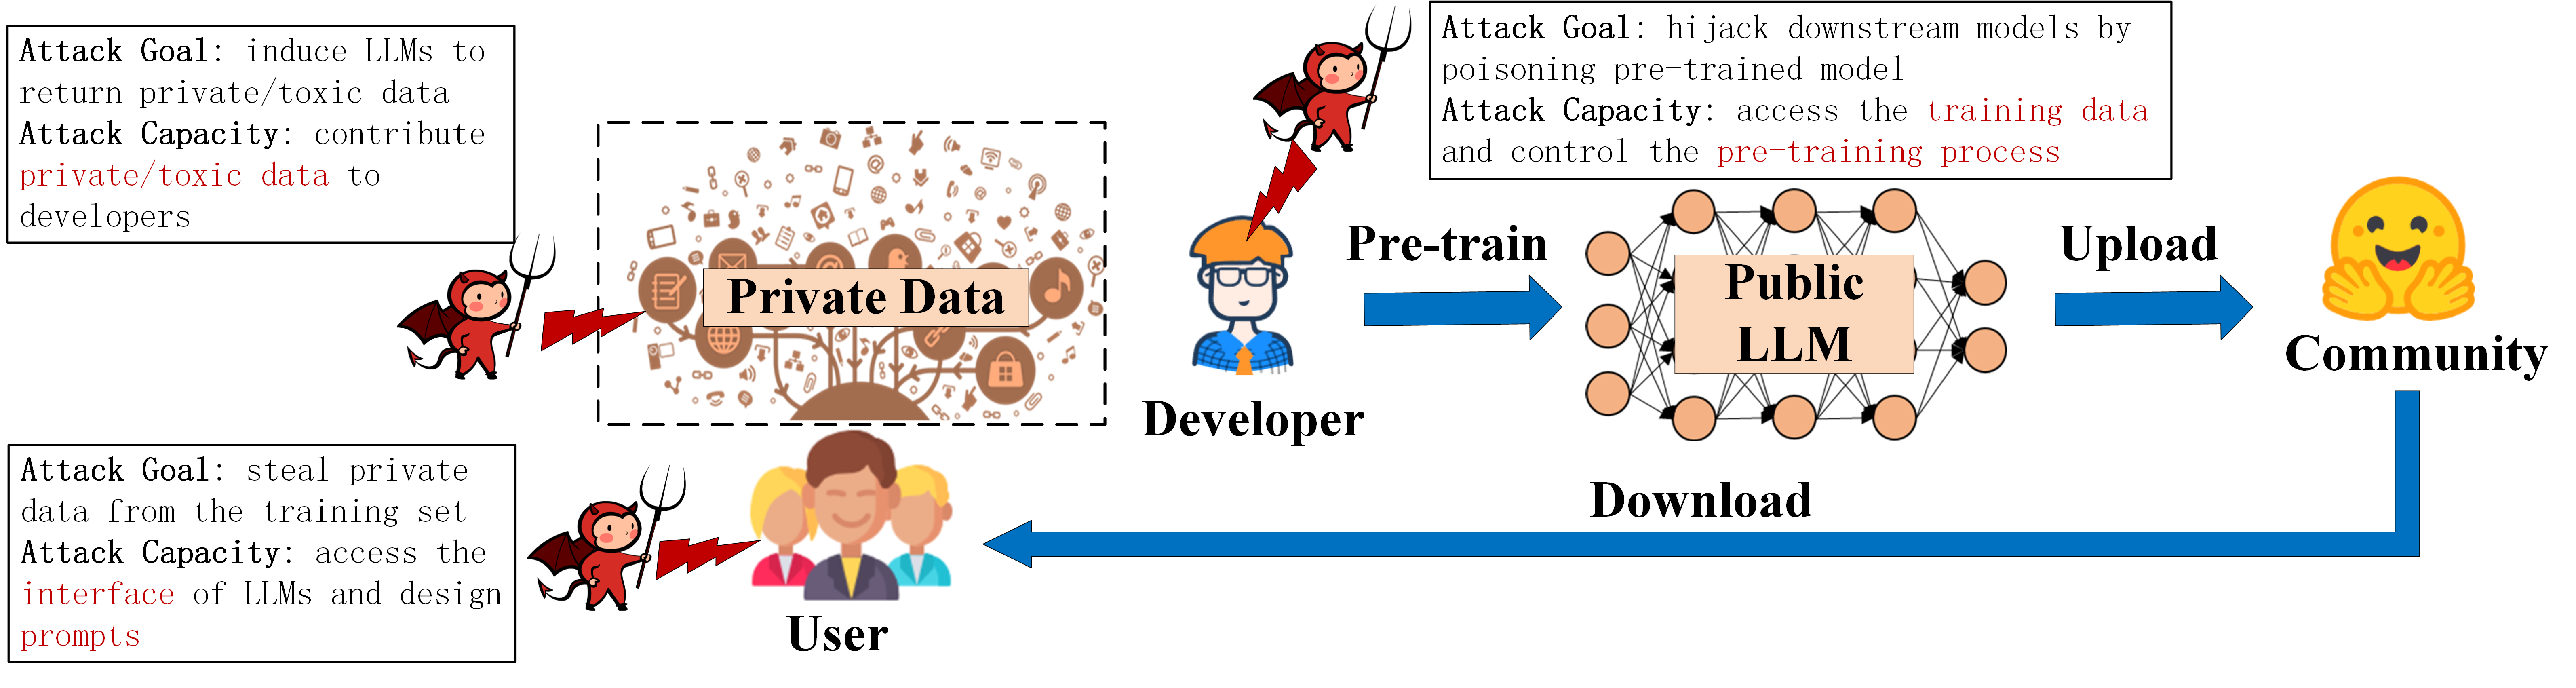 Attack Goal: induce LLMs to
return private/toxic data
Attack Capacity: contribute
private/toxic data to
developers
Attack Goal: hijack downstream models by
poisoning pre-trained model
Attack Capacity: access the training data
and control the pre-training process
Private Data
Developer
Pre-train
Public
LLM
Upload
Community
Download
Attack Goal: steal private
data from the training set
Attack Capacity: access the
interface of LLMs and design
prompts
User